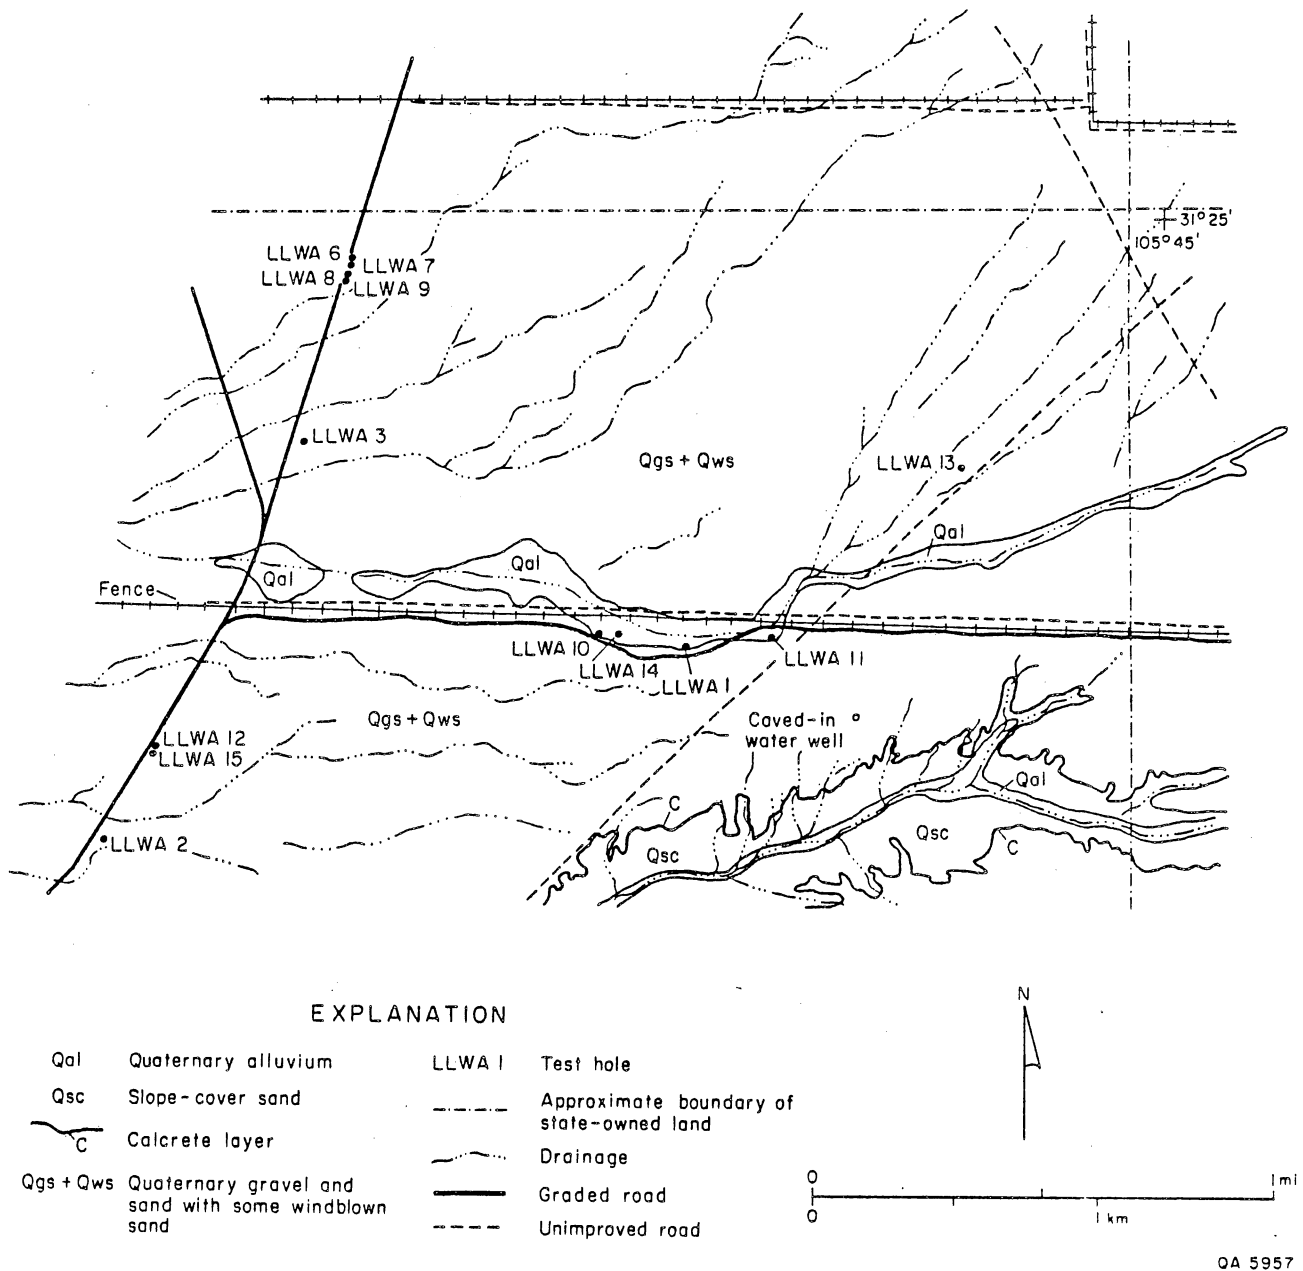 31° 25'
105° 45'
LLWA 6
LLWA 7
LLWA 8
LLWA 9
LLWA 3
Qgs + Qws
LLWA 13
Qal
Qal
Qal
Fence
LLWA 10
LLWA 14
LLWA 1
LLWA 11
Qgs + Qws
LLWA 12
LLWA 15
Caved-in
water well
Qal
C
Qsc
Qsc
C
LLWA 2
N
EXPLANATION
Qal Quaternary alluvium
Qsc Slope-cover sand
C Calcrete layer
Qgs + Qws Quaternary gravel and
sand with some windblown
sand
LLWA 1 Test hole
Approximate boundary of
state-owned land
Drainage
Graded road
Unimproved road
0 1 mi
0 1 km
QA 5957